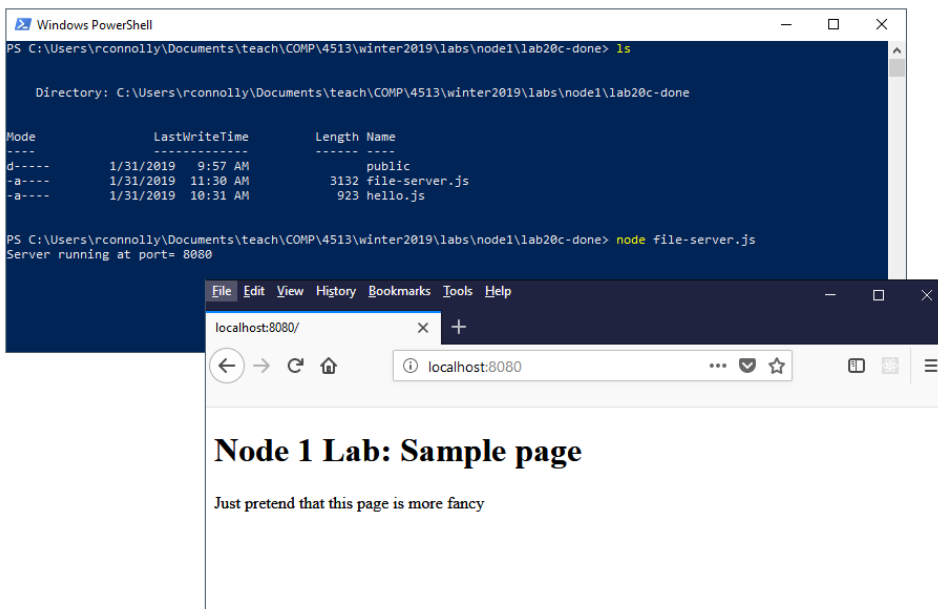 Windows PowerShell
PS C:\Users\rconnolly\Documents\teach\COMP\4513\winter2019\labs\node1\lab20c-done> ls
Directory: C:\Users\rconnolly\Documents\teach\COMP\4513\winter2019\labs\node1\lab20c-done
Mode LastWriteTime Length Name
---- ------------- ------ ----
d----- 1/31/2019 9:57 AM public
-a---- 1/31/2019 11:30 AM 3132 file-server.js
-a---- 1/31/2019 10:31 AM 923 hello.js
PS C:\Users\rconnolly\Documents\teach\COMP\4513\winter2019\labs\node1\lab20c-done> node file-server.js
Server running at port= 8080
File Edit View History Bookmarks Tools Help
localhost:8080/
localhost:8080
Node 1 Lab: Sample page
Just pretend that this page is more fancy